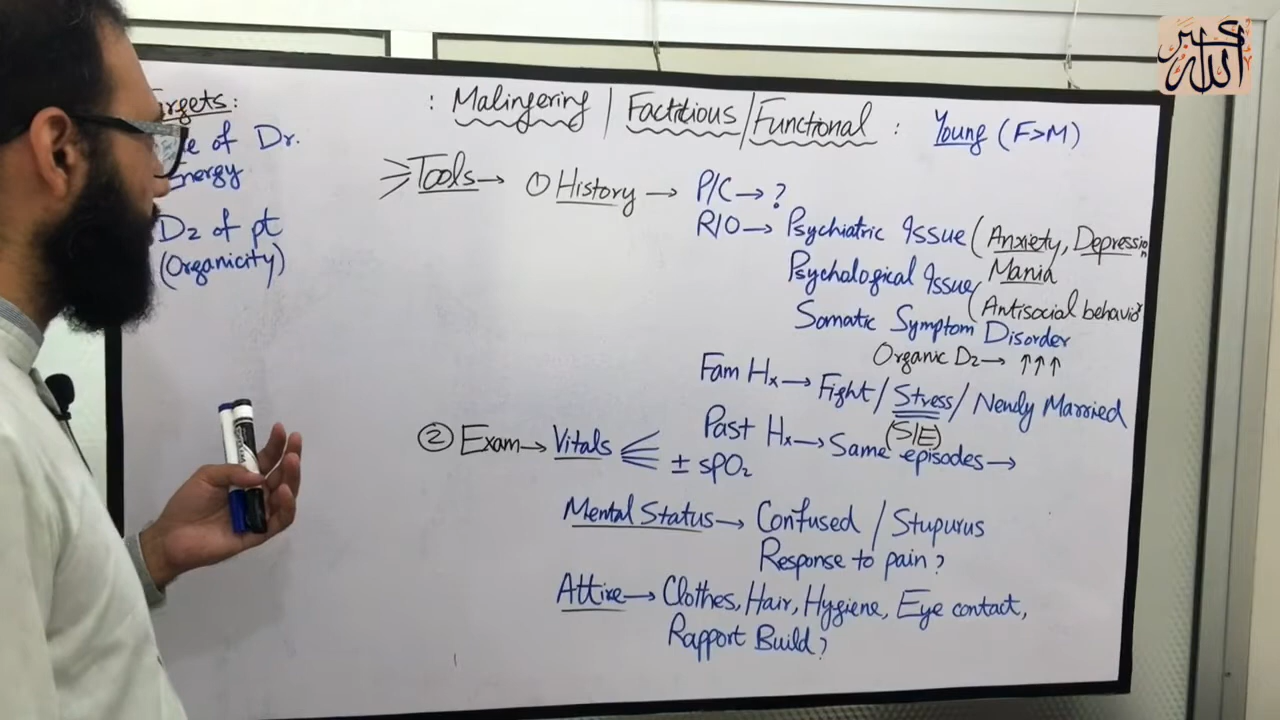 : Malingering / Factitious / Functional : Young (F>M)
Targets:
of Dr.
Energy
Dz of pt
(Organicity)
Tools → ① History → P/C → ?
R/O → Psychiatric Issue (Anxiety, Depression
Mania
Psychological Issue
(Antisocial behavior
Somatic Symptom Disorder
Organic Dz → ↑↑↑
Fam Hx → Fight / Stress / Newly Married
(S/E)
Past Hx → Same episodes →
② Exam → Vitals
± SPO₂
Mental Status → Confused / Stupurus
Response to pain?
Attire → Clothes, Hair, Hygiene, Eye contact,
Rapport Build?